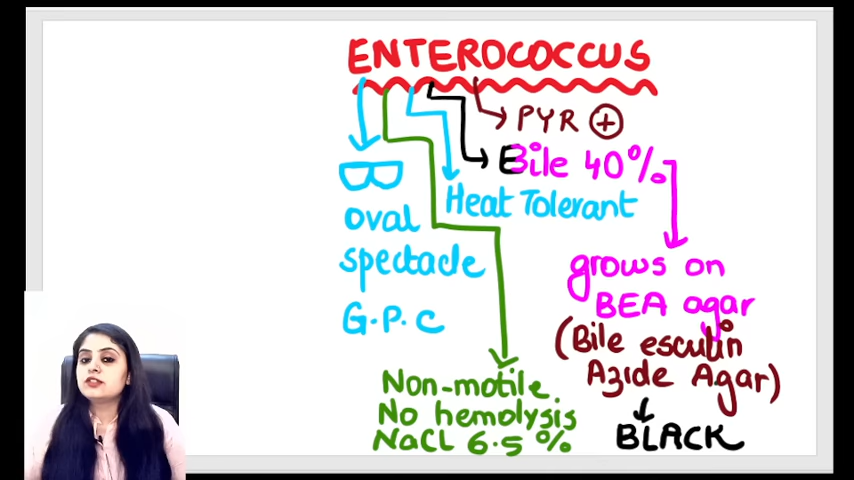 ENTEROCOCCUS
PYR +
EBile 40%
Heat Tolerant
oval
spectacle
G.P.C
grows on
BEA agar
(Bile esculin
Azide Agar)
BLACK
Non-motile
No hemolysis
NaCl 6.5 %